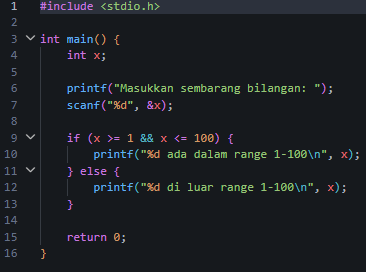 1 #include <stdio.h>
2
3 int main() {
4     int x;
5
6     printf("Masukkan sembarang bilangan: ");
7     scanf("%d", &x);
8
9     if (x >= 1 && x <= 100) {
10         printf("%d ada dalam range 1-100\n", x);
11     } else {
12         printf("%d di luar range 1-100\n", x);
13     }
14
15     return 0;
16 }